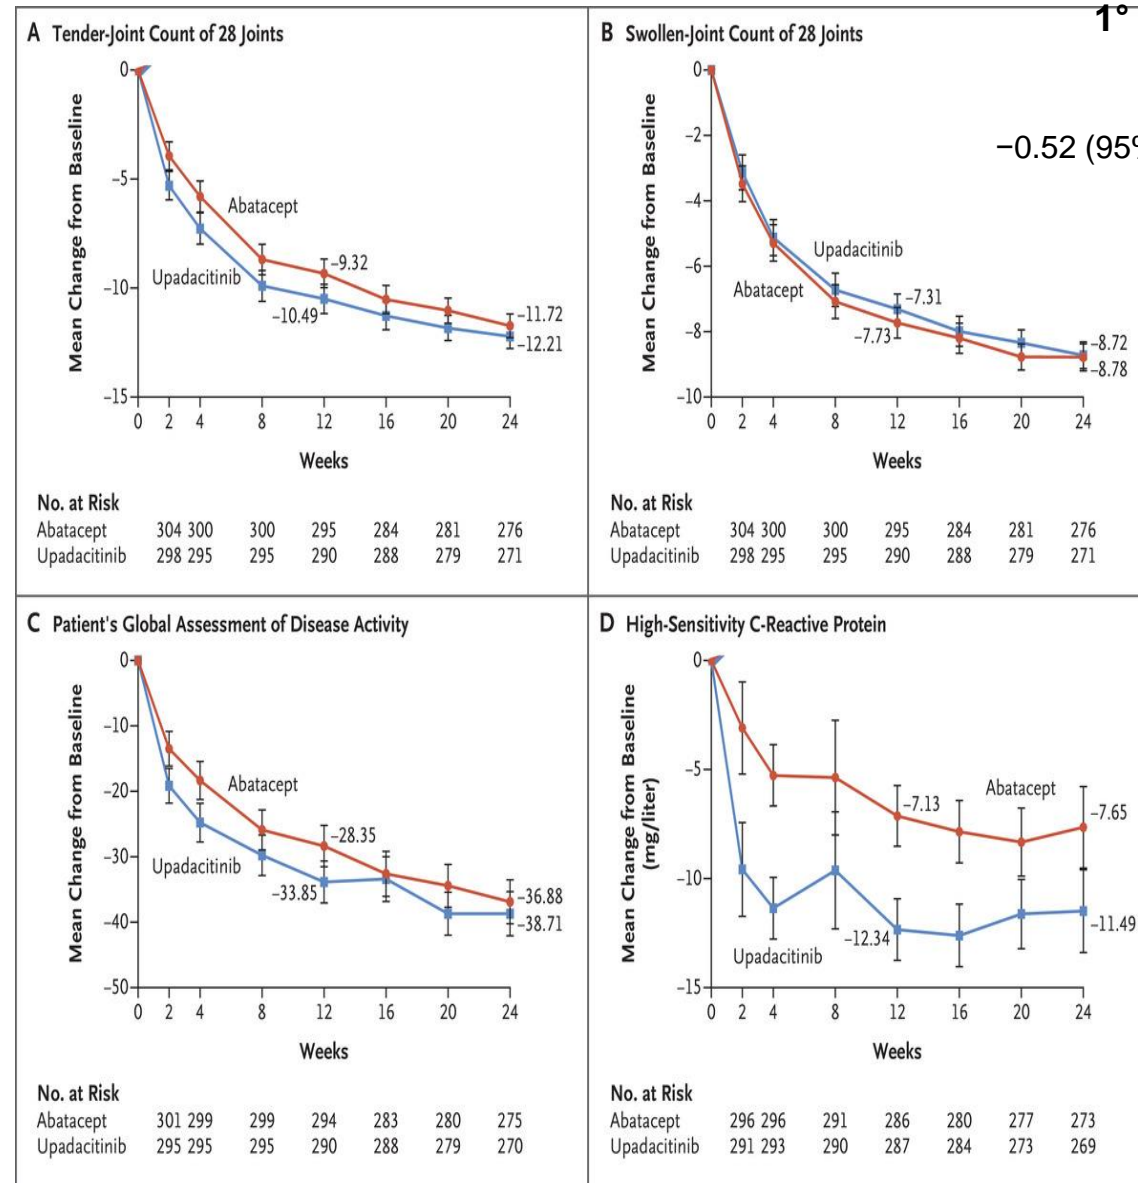 1°
−0.52 (95%
A Tender-Joint Count of 28 Joints
Mean Change from Baseline
0
−5
−10
−15
Abatacept
Upadacitinib
−9.32
−10.49
−11.72
−12.21
0 2 4 8 12 16 20 24
Weeks
No. at Risk
Abatacept 304 300 300 295 284 281 276
Upadacitinib 298 295 295 290 288 279 271
B Swollen-Joint Count of 28 Joints
Mean Change from Baseline
0
−2
−4
−6
−8
−10
Upadacitinib
Abatacept
−7.31
−7.73
−8.72
−8.78
0 2 4 8 12 16 20 24
Weeks
No. at Risk
Abatacept 304 300 300 295 284 281 276
Upadacitinib 298 295 295 290 288 279 271
C Patient's Global Assessment of Disease Activity
Mean Change from Baseline
0
−10
−20
−30
−40
−50
Abatacept
Upadacitinib
−28.35
−33.85
−36.88
−38.71
0 2 4 8 12 16 20 24
Weeks
No. at Risk
Abatacept 301 299 299 294 283 280 275
Upadacitinib 295 295 295 290 288 279 270
D High-Sensitivity C-Reactive Protein
Mean Change from Baseline
(mg/liter)
0
−5
−10
−15
Abatacept
−7.13
−7.65
−12.34
−11.49
Upadacitinib
0 2 4 8 12 16 20 24
Weeks
No. at Risk
Abatacept 296 296 291 286 280 277 273
Upadacitinib 291 293 290 287 284 273 269